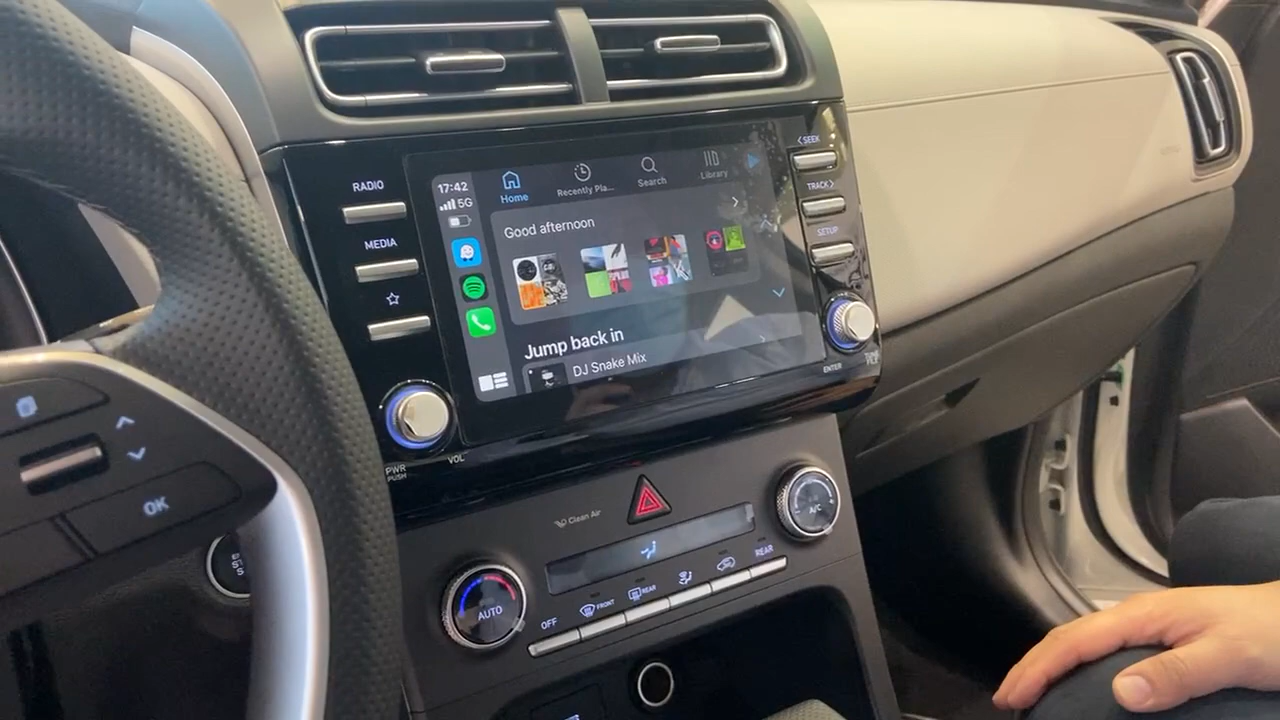 RADIO
MEDIA
PWR
PUSH
VOL
17:42
5G
Home
Recently Pla...
Search
Library
Good afternoon
Jump back in
DJ Snake Mix
<SEEK
TRACK>
SETUP
ENTER
OK
Clean Air
A/C
AUTO
OFF
FRONT
REAR
REAR